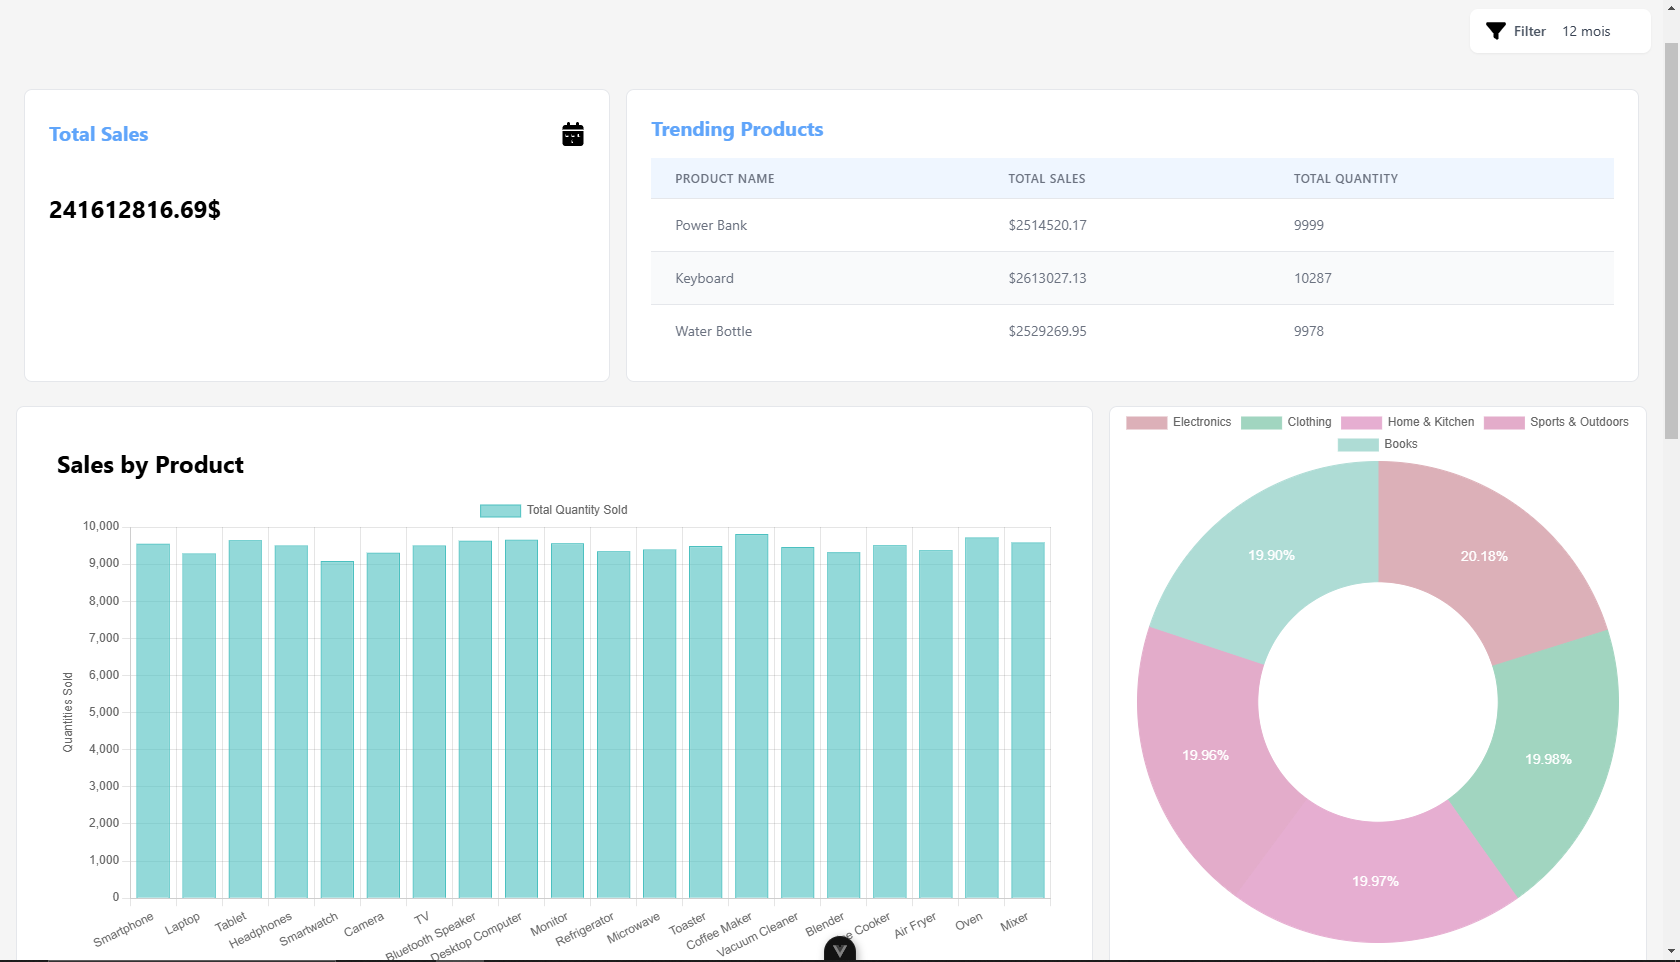 Filter 12 mois
Total Sales
241612816.69$
Trending Products
PRODUCT NAME TOTAL SALES TOTAL QUANTITY
Power Bank $2514520.17 9999
Keyboard $2613027.13 10287
Water Bottle $2529269.95 9978
Sales by Product
Total Quantity Sold
10,000
9,000
8,000
7,000
6,000
5,000
4,000
3,000
2,000
1,000
0
Quantities Sold
Smartphone
Laptop
Tablet
Headphones
Smartwatch
Camera
TV
Bluetooth Speaker
Desktop Computer
Monitor
Refrigerator
Microwave
Toaster
Coffee Maker
Vacuum Cleaner
Blender
Cooker
Air Fryer
Oven
Mixer
Electronics Clothing Home & Kitchen Sports & Outdoors
Books
19.90%
20.18%
19.96%
19.98%
19.97%